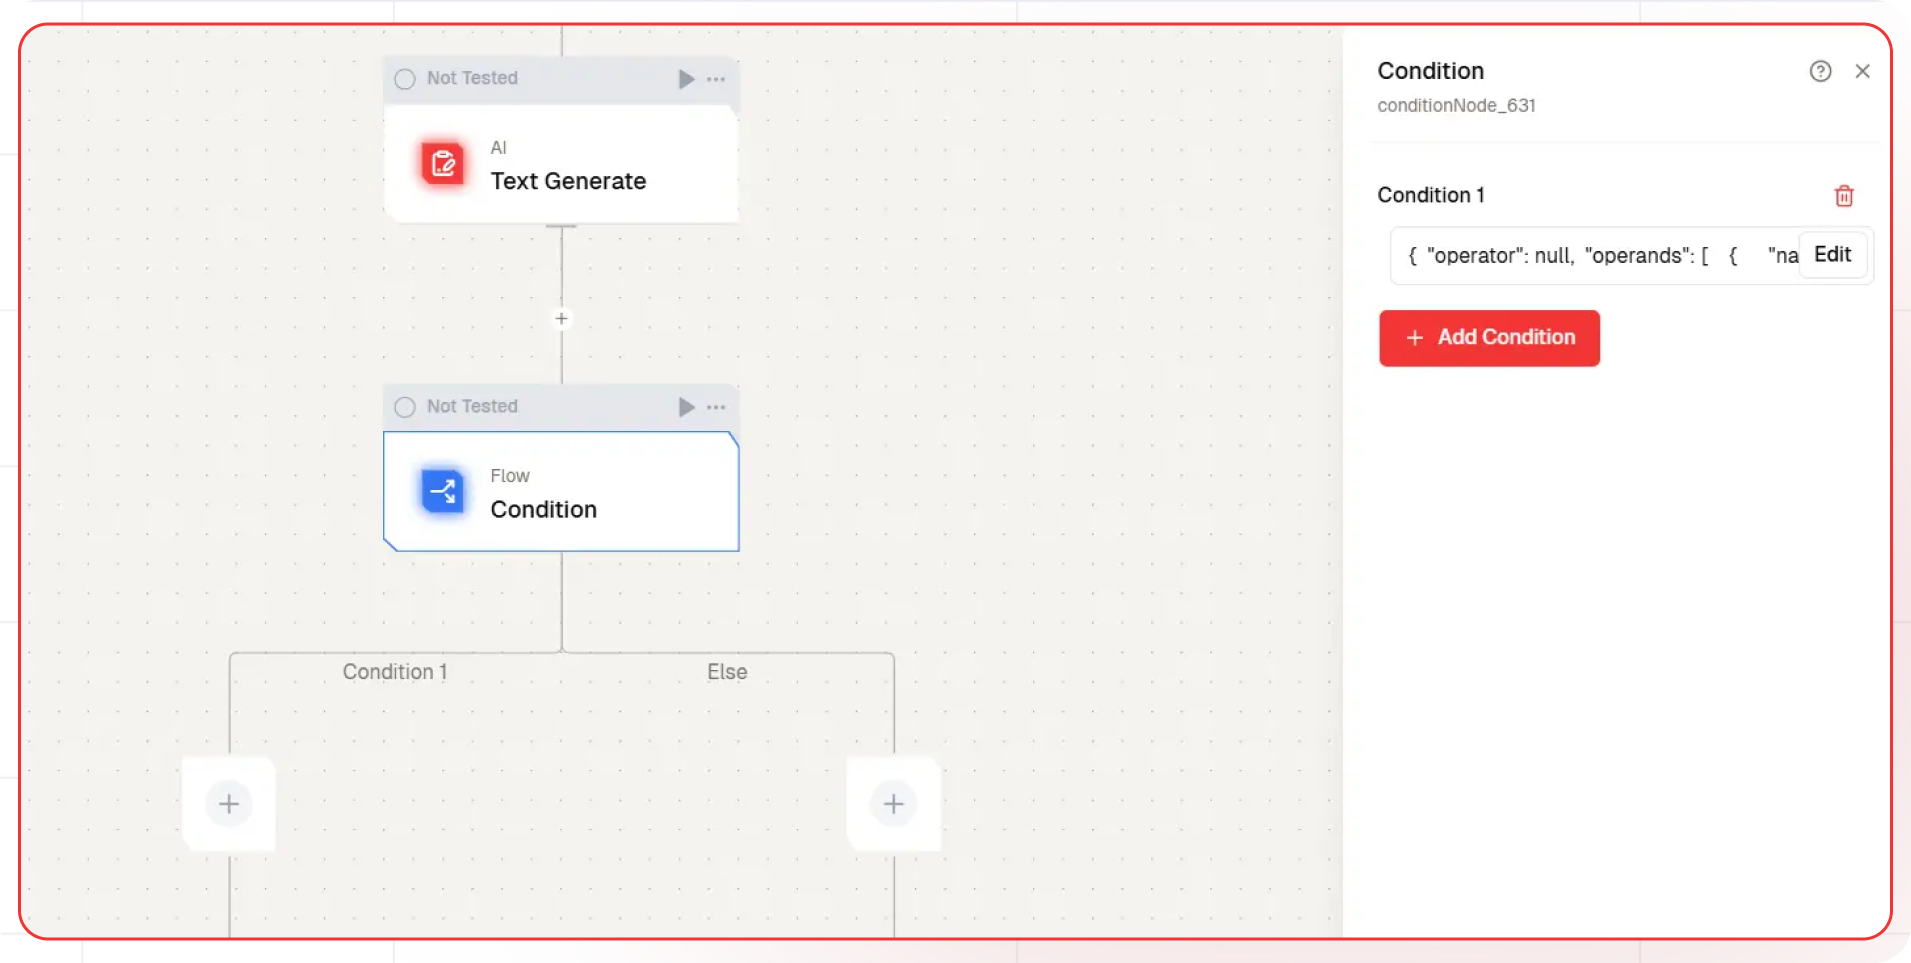 Not Tested
AI
Text Generate
Not Tested
Flow
Condition
Condition 1
Else
Condition
conditionNode_631
Condition 1
{ "operator": null, "operands": [ { "na
Edit
Add Condition